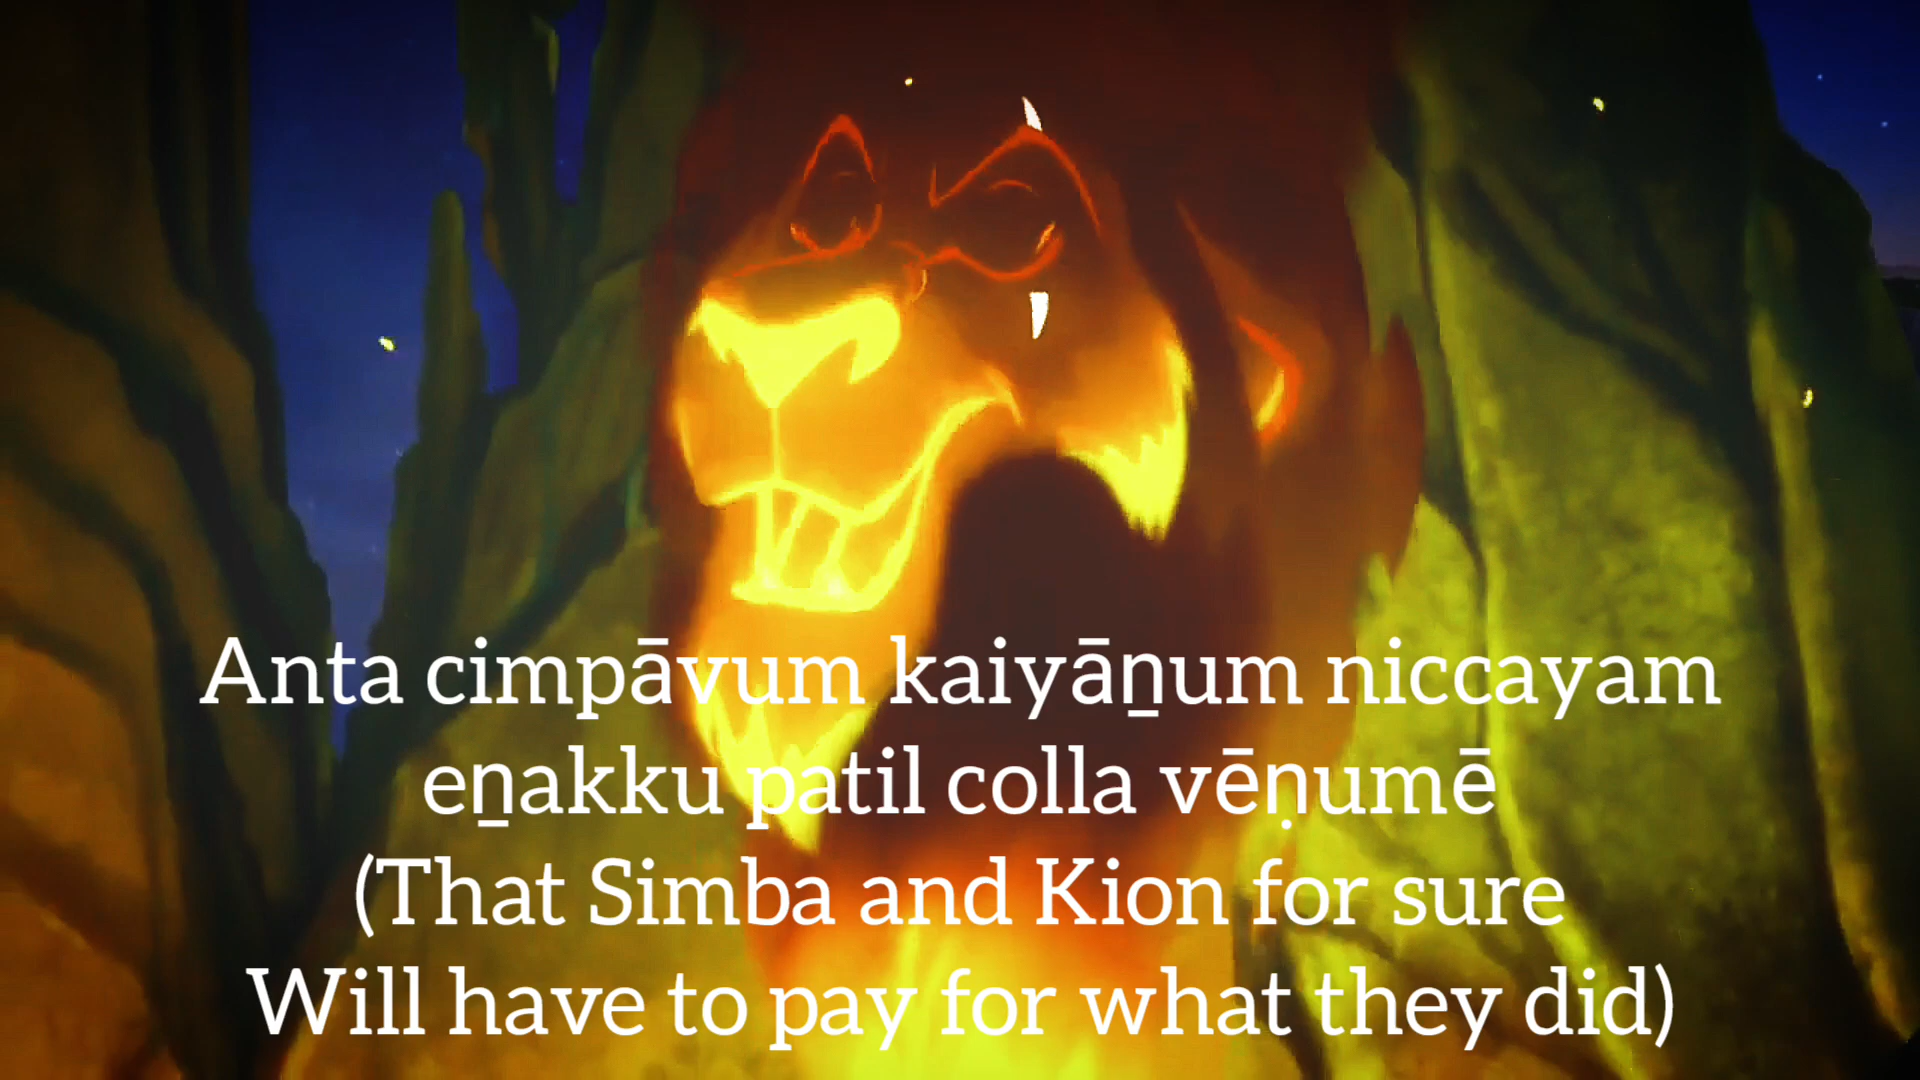 Anta cimpāvum kaiyāṉum niccayam
eṉakku patil colla vēṇumē
(That Simba and Kion for sure
Will have to pay for what they did)